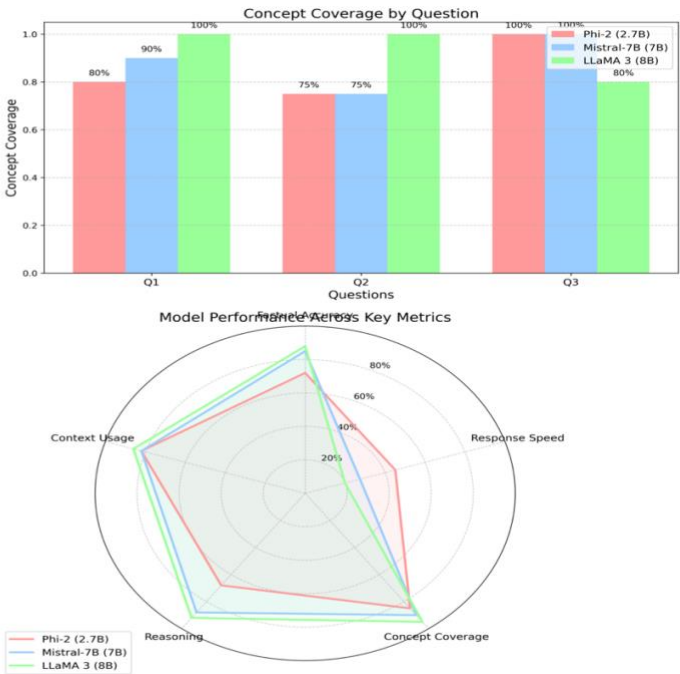 Concept Coverage by Question
100%
100%
100%
100%
Phi-2 (2.7B)
Mistral-7B (7B)
LLaMA 3 (8B)
90%
80%
75%
75%
80%
1.0
0.8
0.6
0.4
0.2
0.0
Concept Coverage
Q1
Q2
Q3
Questions
Factual Accuracy
Model Performance Across Key Metrics
80%
60%
40%
20%
Context Usage
Response Speed
Reasoning
Concept Coverage
Phi-2 (2.7B)
Mistral-7B (7B)
LLaMA 3 (8B)